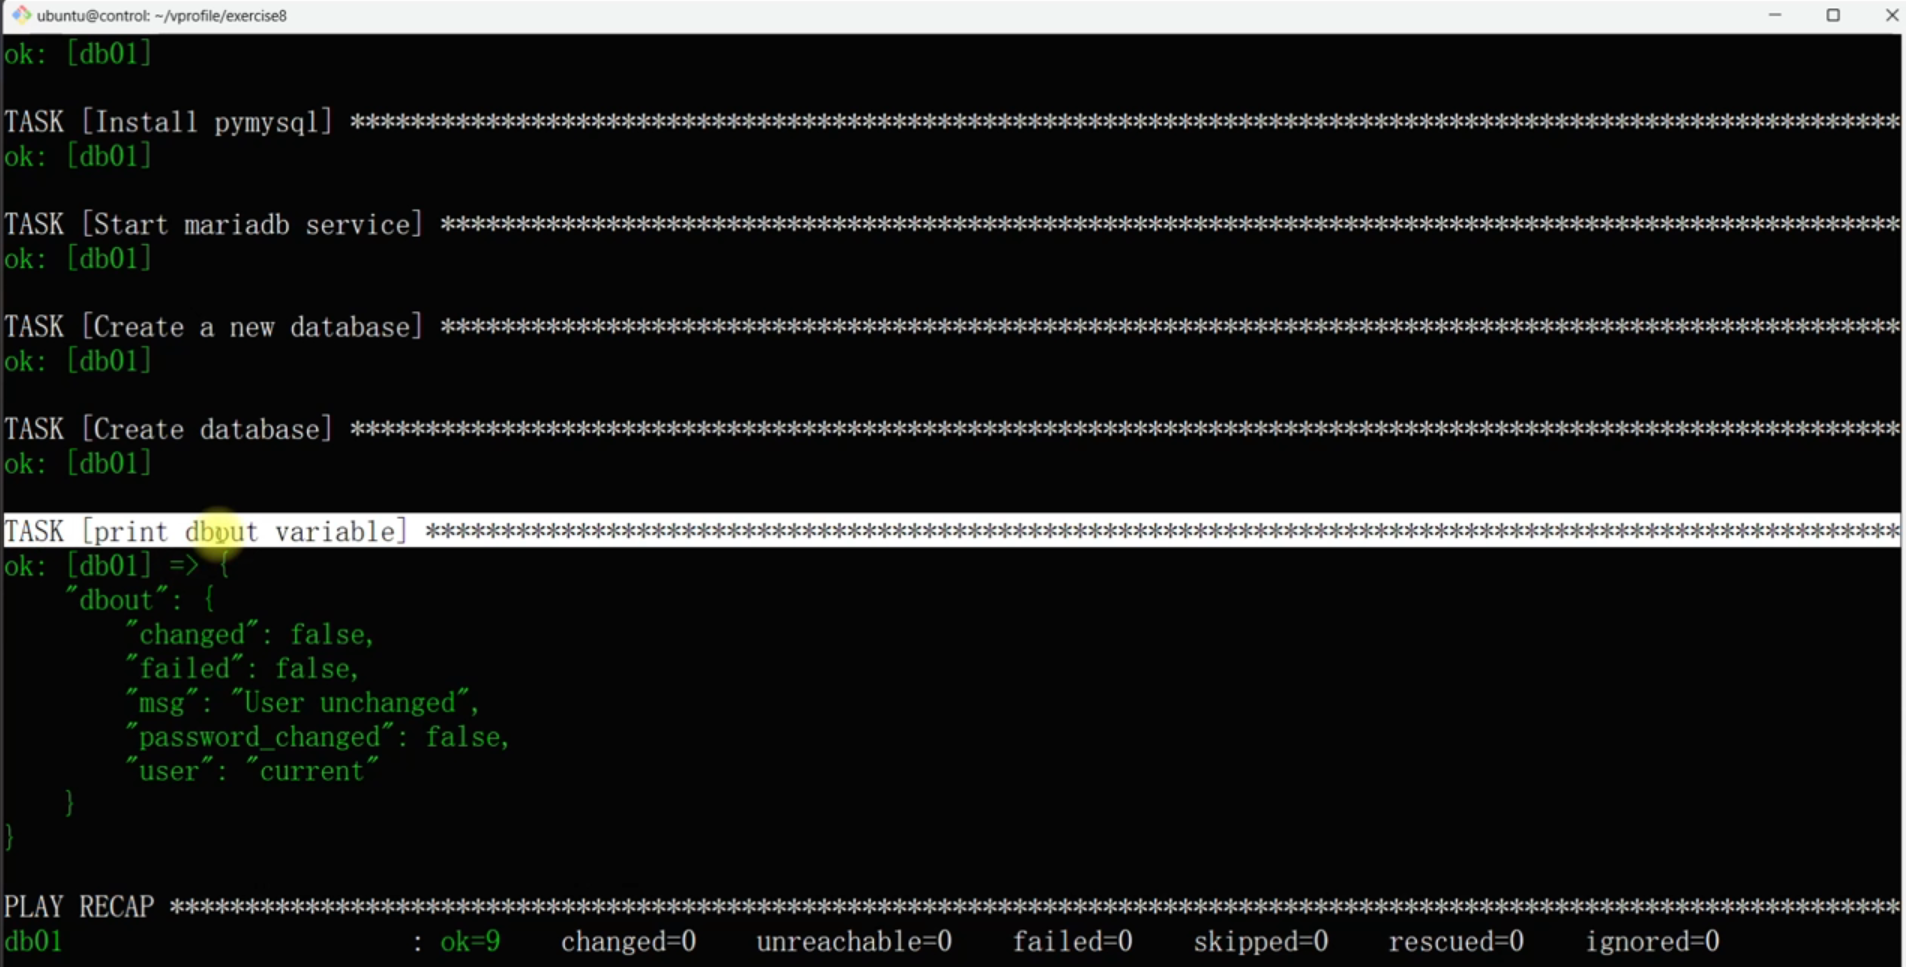 ubuntu@control: ~/vprofile/exercise8
ok: [db01]
TASK [Install pymysql] *******************************************************************************************************
ok: [db01]
TASK [Start mariadb service] *************************************************************************************************
ok: [db01]
TASK [Create a new database] *************************************************************************************************
ok: [db01]
TASK [Create database] *******************************************************************************************************
ok: [db01]
TASK [print dbout variable] **************************************************************************************************
ok: [db01] => {
    "dbout": {
        "changed": false,
        "failed": false,
        "msg": "User unchanged",
        "password_changed": false,
        "user": "current"
    }
}
PLAY RECAP *******************************************************************************************************************
db01                       : ok=9    changed=0    unreachable=0    failed=0    skipped=0    rescued=0    ignored=0